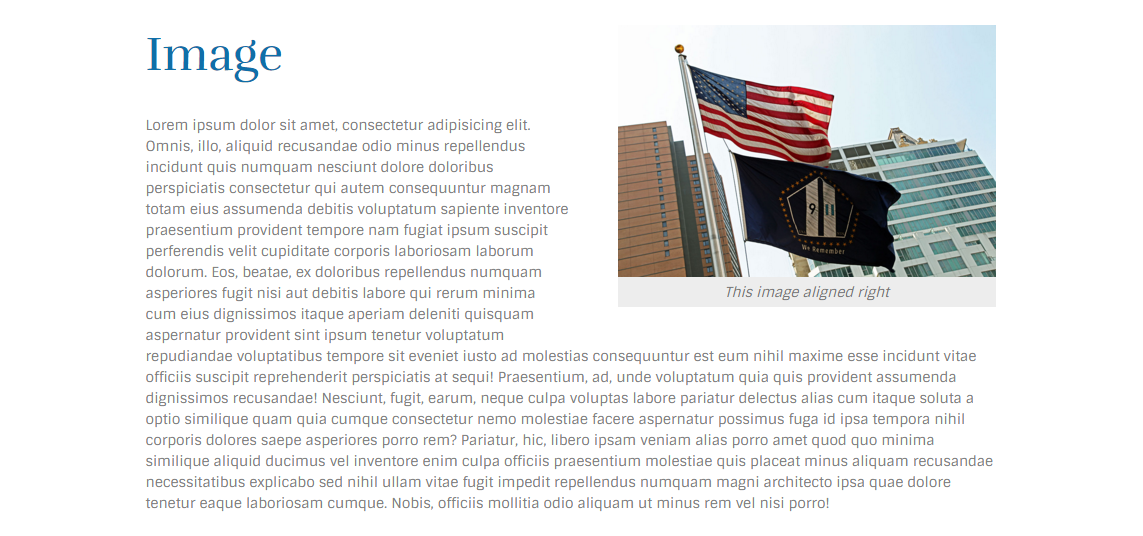 Image
Lorem ipsum dolor sit amet, consectetur adipisicing elit.
Omnis, illo, aliquid recusandae odio minus repellendus
incidunt quis numquam nesciunt dolore doloribus
perspiciatis consectetur qui autem consequuntur magnam
totam eius assumenda debitis voluptatum sapiente inventore
praesentium provident tempore nam fugiat ipsum suscipit
perferendis velit cupiditate corporis laboriosam laborum
dolorum. Eos, beatae, ex doloribus repellendus numquam
asperiores fugit nisi aut debitis labore qui rerum minima
cum eius dignissimos itaque aperiam deleniti quisquam
aspernatur provident sint ipsum tenetur voluptatum
repudiandae voluptatibus tempore sit eveniet iusto ad molestias consequuntur est eum nihil maxime esse incidunt vitae
officiis suscipit reprehenderit perspiciatis at sequi! Praesentium, ad, unde voluptatum quia quis provident assumenda
dignissimos recusandae! Nesciunt, fugit, earum, neque culpa voluptas labore pariatur delectus alias cum itaque soluta a
optio similique quam quia cumque consectetur nemo molestiae facere aspernatur possimus fuga id ipsa tempora nihil
corporis dolores saepe asperiores porro rem? Pariatur, hic, libero ipsam veniam alias porro amet quod quo minima
similique aliquid ducimus vel inventore enim culpa officiis praesentium molestiae quis placeat minus aliquam recusandae
necessitatibus explicabo sed nihil ullam vitae fugit impedit repellendus numquam magni architecto ipsa quae dolore
tenetur eaque laboriosam cumque. Nobis, officiis mollitia odio aliquam ut minus rem vel nisi porro!
9 11
We Remember
This image aligned right